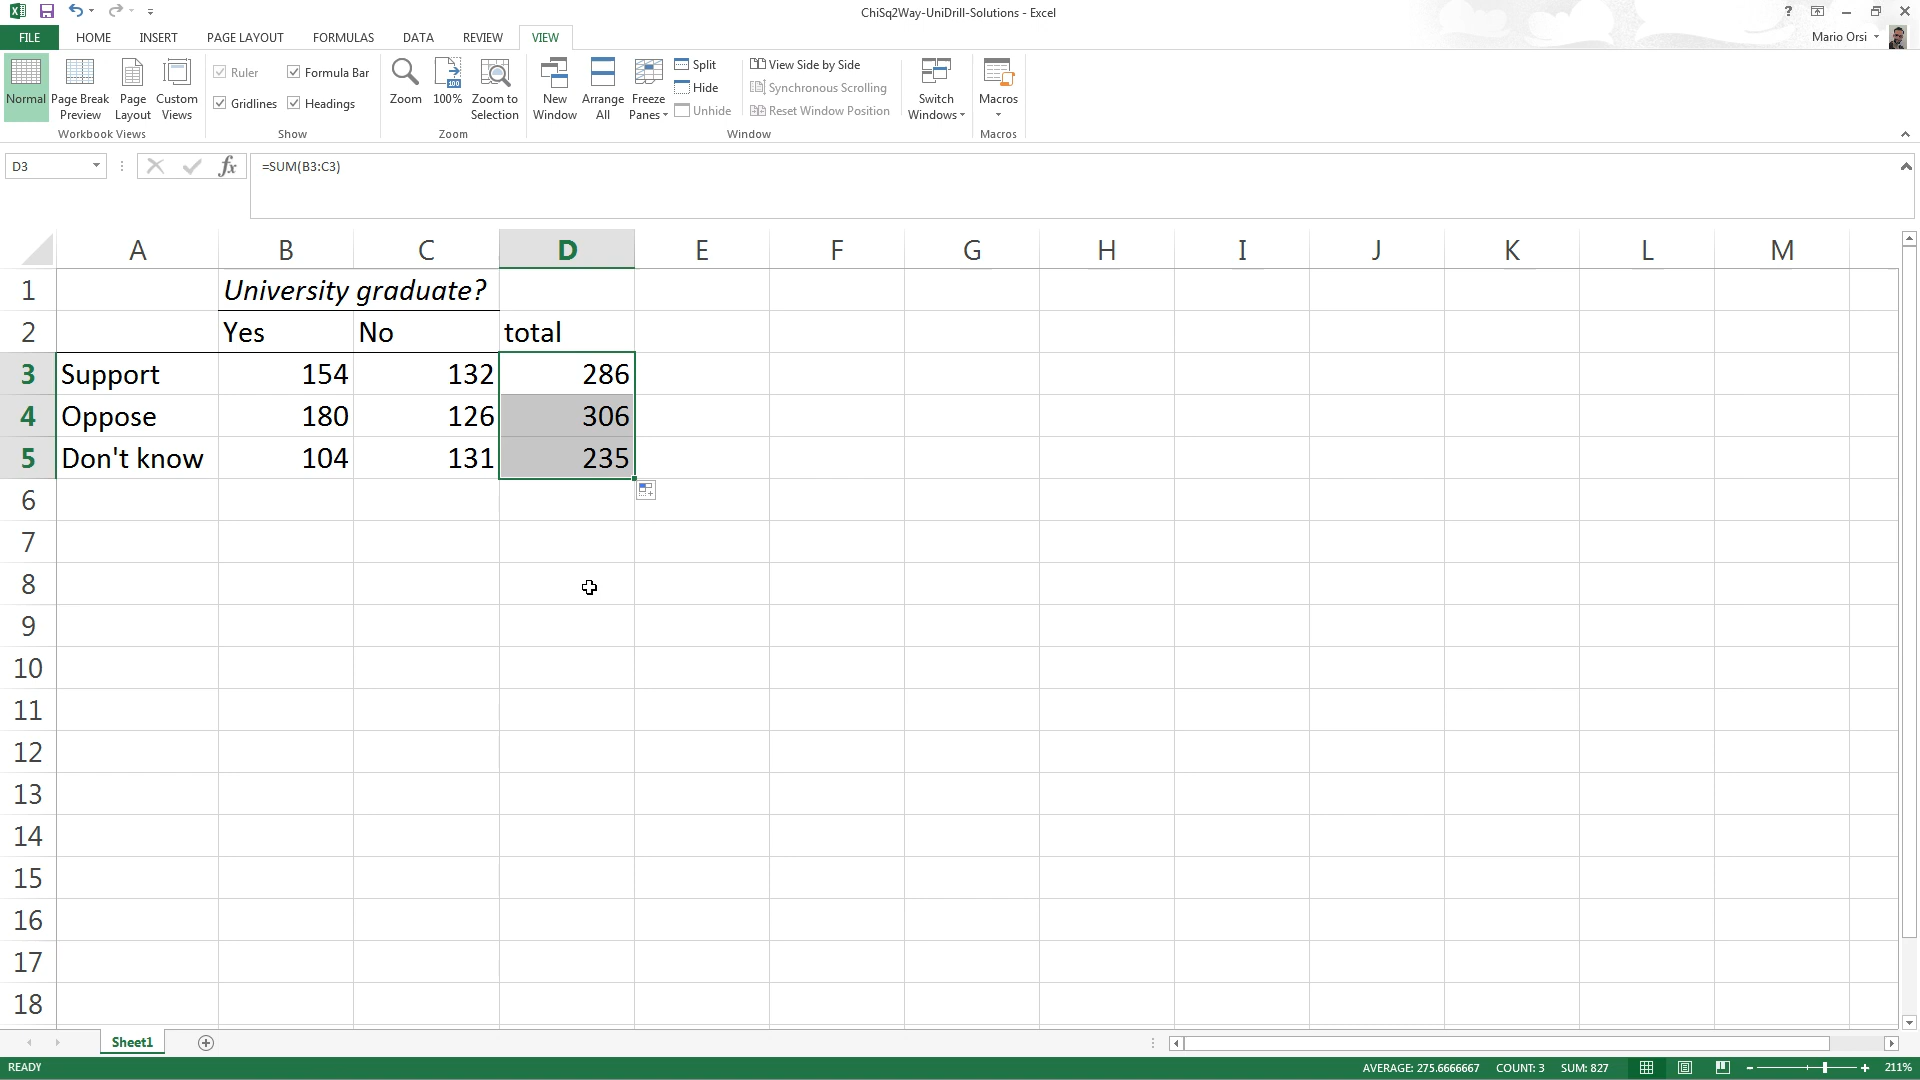 ChiSq2Way-UniDrill-Solutions - Excel
?
FILE HOME INSERT PAGE LAYOUT FORMULAS DATA REVIEW VIEW Mario Orsi
Normal
Page Break Preview
Page Layout
Custom Views
Workbook Views
Ruler
Formula Bar
Gridlines
Headings
Show
Zoom
100
100%
Zoom to Selection
Zoom
New Window
Arrange All
Freeze Panes
Split
Hide
Unhide
View Side by Side
Synchronous Scrolling
Reset Window Position
Window
Switch Windows
Macros
Macros
D3 fx =SUM(B3:C3)
A B C D E F G H I J K L M
1 University graduate?
2 Yes No total
3 Support 154 132 286
4 Oppose 180 126 306
5 Don't know 104 131 235
6
7
8
9
10
11
12
13
14
15
16
17
18
Sheet1
READY AVERAGE: 275.6666667 COUNT: 3 SUM: 827 211%